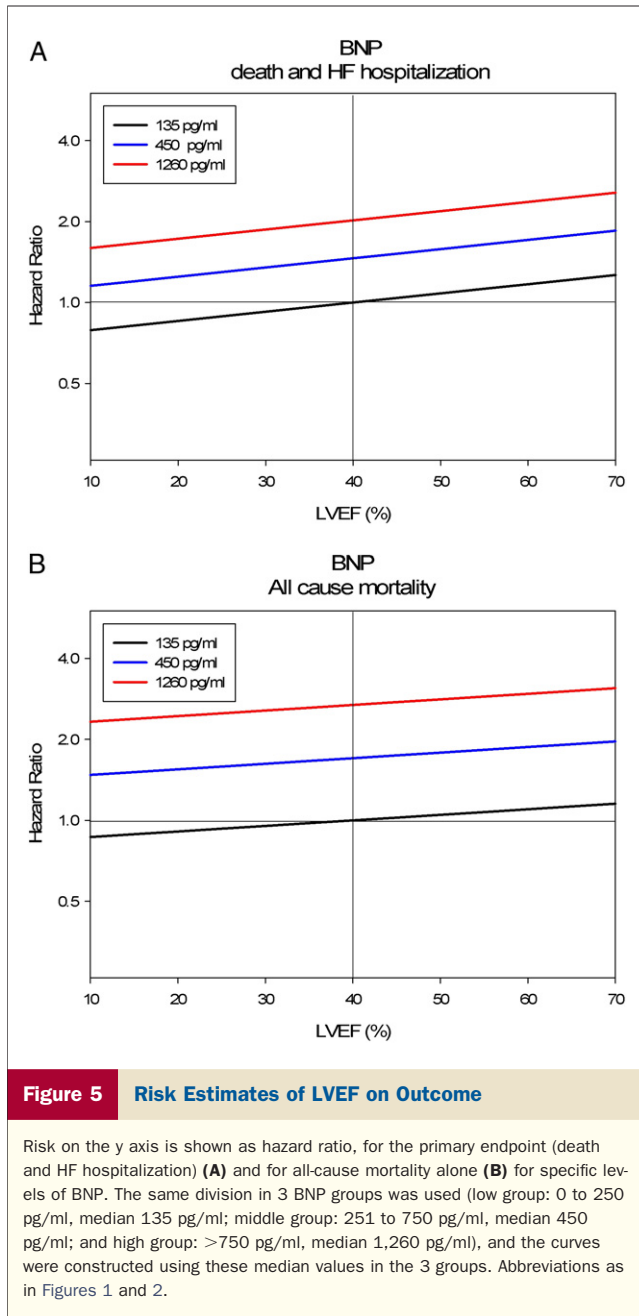 A
BNP
death and HF hospitalization
135 pg/ml
450 pg/ml
1260 pg/ml
4.0
2.0
1.0
0.5
Hazard Ratio
10 20 30 40 50 60 70
LVEF (%)
B
BNP
All cause mortality
135 pg/ml
450 pg/ml
1260 pg/ml
4.0
2.0
1.0
0.5
Hazard Ratio
10 20 30 40 50 60 70
LVEF (%)
Figure 5 Risk Estimates of LVEF on Outcome
Risk on the y axis is shown as hazard ratio, for the primary endpoint (death
and HF hospitalization) (A) and for all-cause mortality alone (B) for specific lev-
els of BNP. The same division in 3 BNP groups was used (low group: 0 to 250
pg/ml, median 135 pg/ml; middle group: 251 to 750 pg/ml, median 450
pg/ml; and high group: >750 pg/ml, median 1,260 pg/ml), and the curves
were constructed using these median values in the 3 groups. Abbreviations as
in Figures 1 and 2.